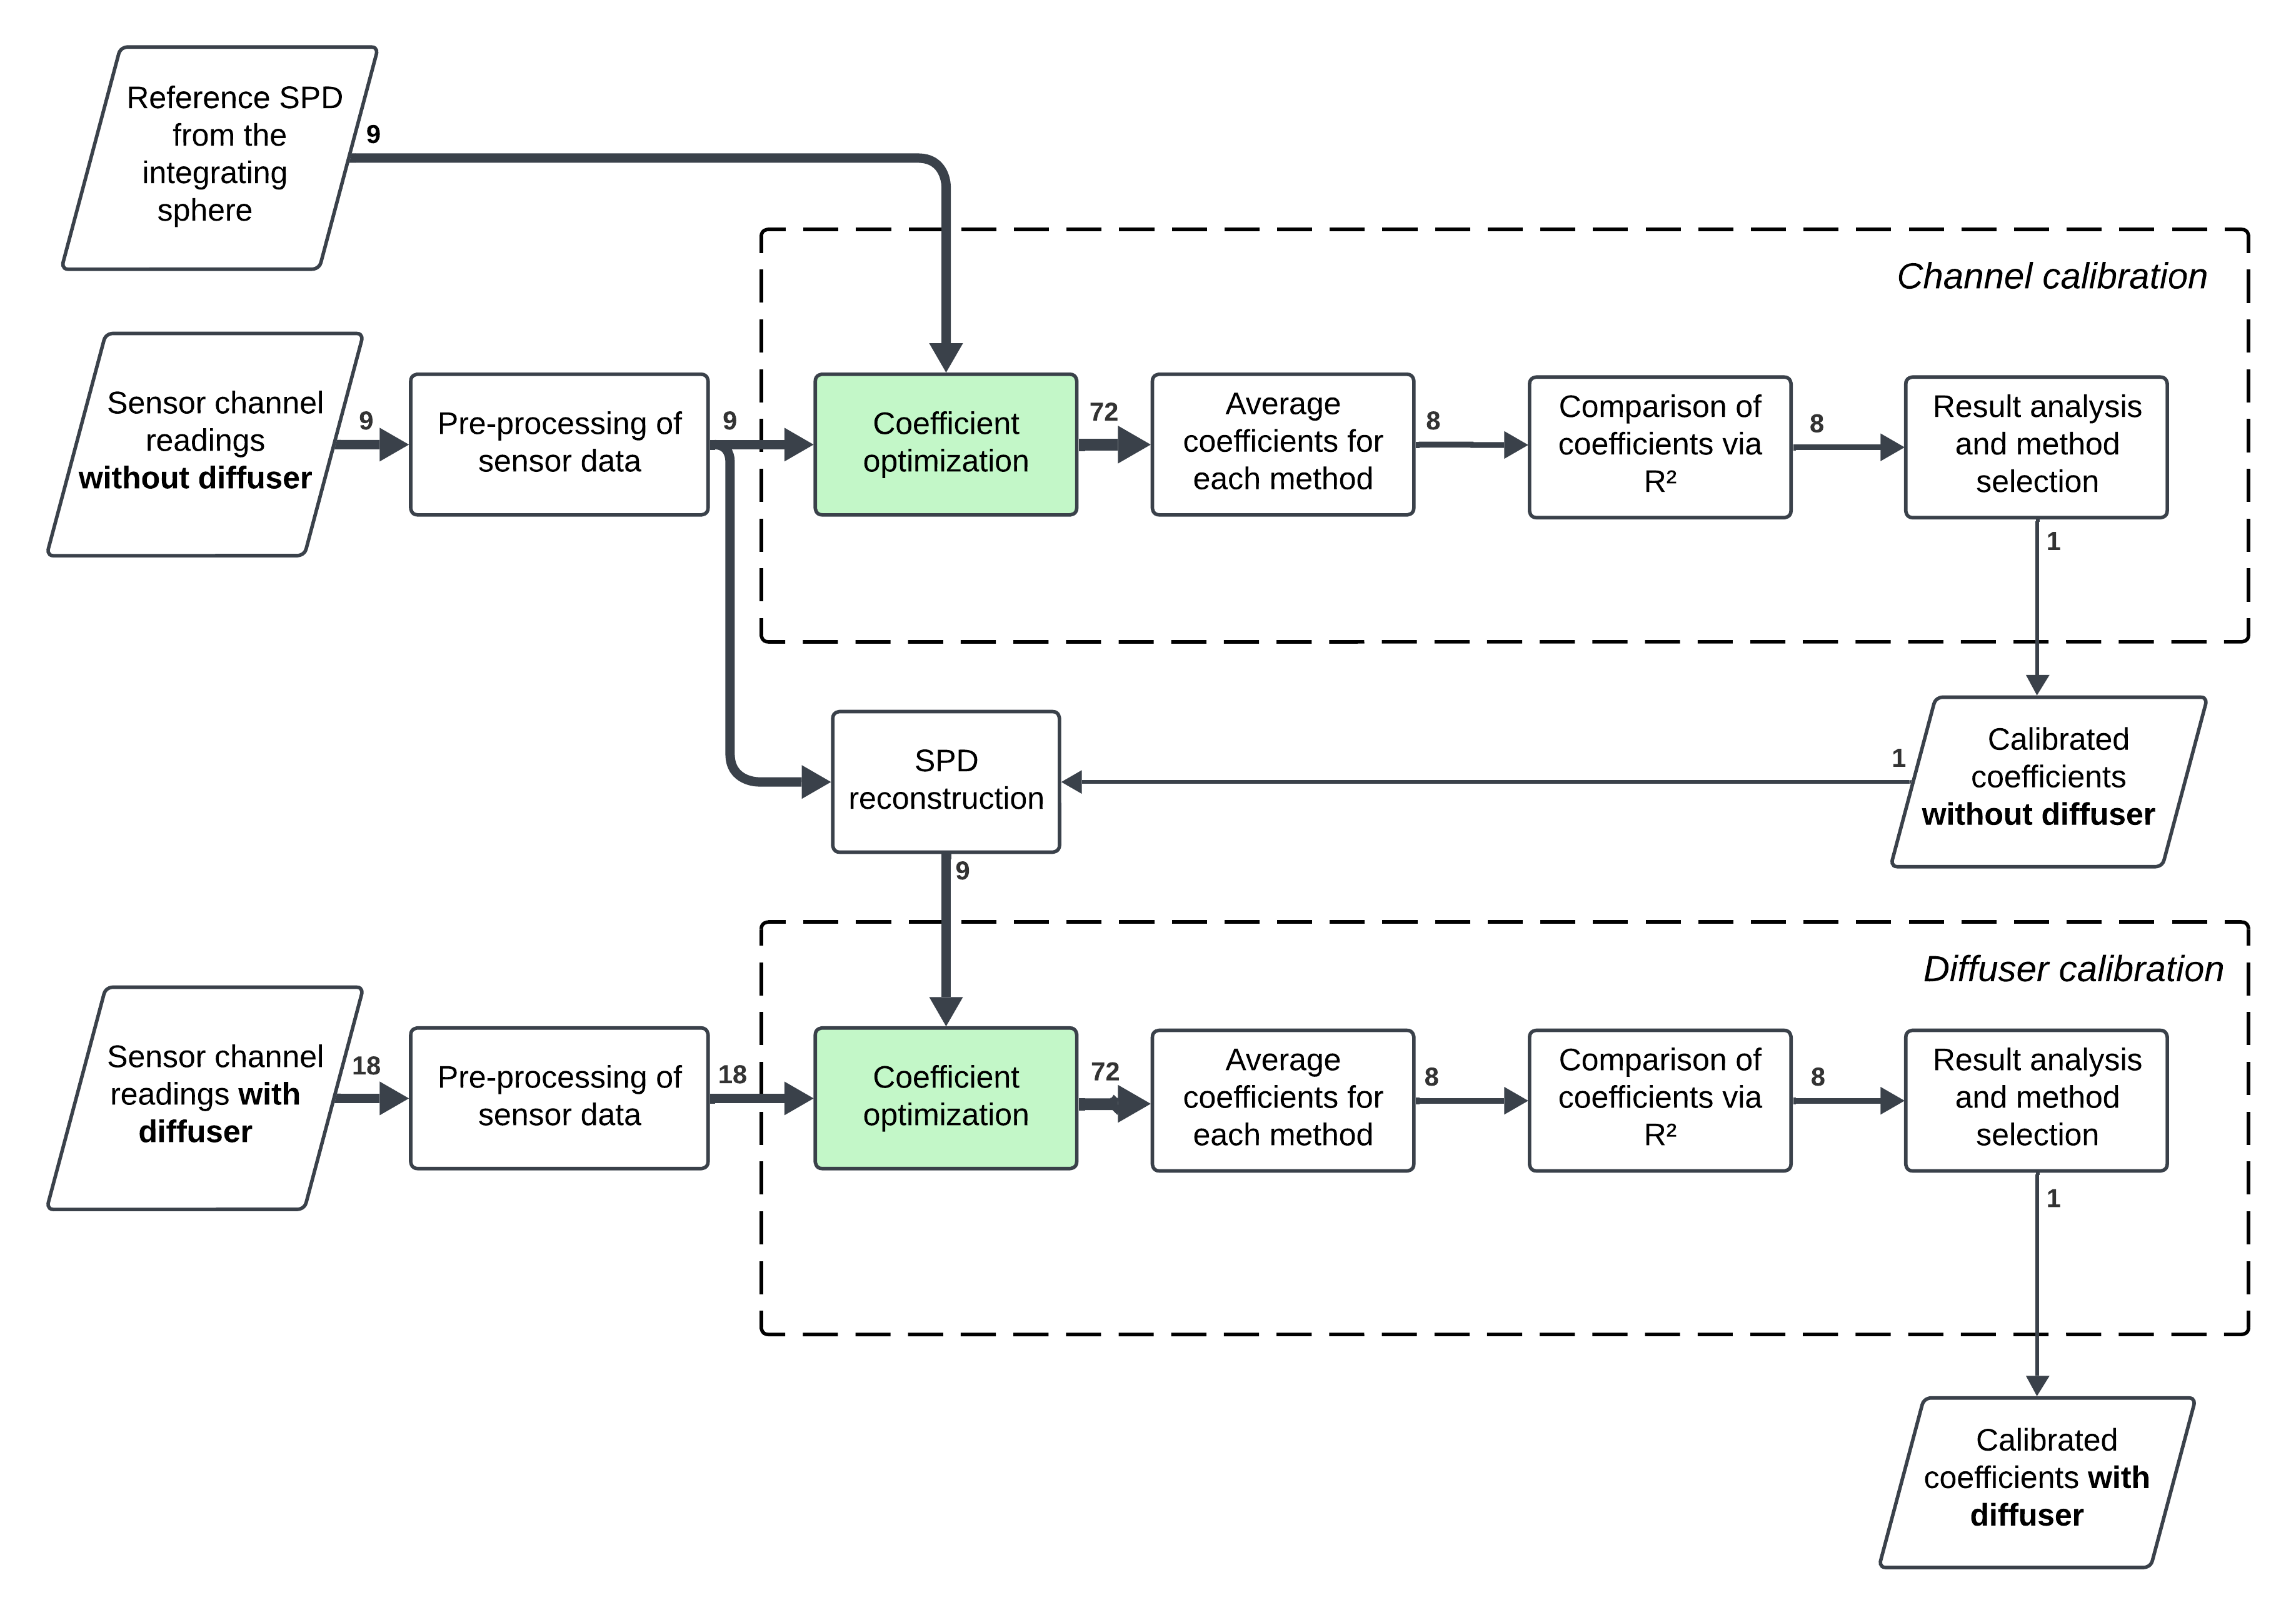 Reference SPD
from the
integrating
sphere
9
Channel calibration
Sensor channel
readings
without diffuser
9
Pre-processing of
sensor data
9
Coefficient
optimization
72
Average
coefficients for
each method
8
Comparison of
coefficients via
R²
8
Result analysis
and method
selection
1
SPD
reconstruction
1
Calibrated
coefficients
without diffuser
9
Diffuser calibration
Sensor channel
readings with
diffuser
18
Pre-processing of
sensor data
18
Coefficient
optimization
72
Average
coefficients for
each method
8
Comparison of
coefficients via
R²
8
Result analysis
and method
selection
1
Calibrated
coefficients with
diffuser